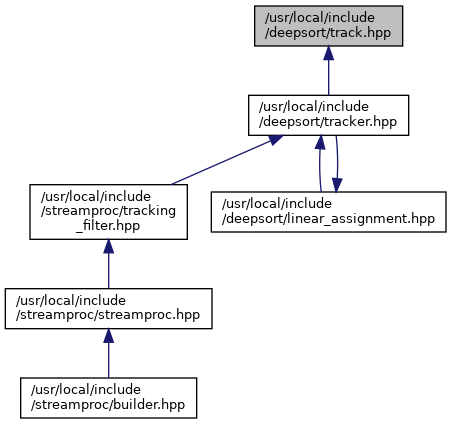 /usr/local/include
/deepsort/track.hpp
/usr/local/include
/deepsort/tracker.hpp
/usr/local/include
/streamproc/tracking
_filter.hpp
/usr/local/include
/deepsort/linear_assignment.hpp
/usr/local/include
/streamproc/streamproc.hpp
/usr/local/include
/streamproc/builder.hpp